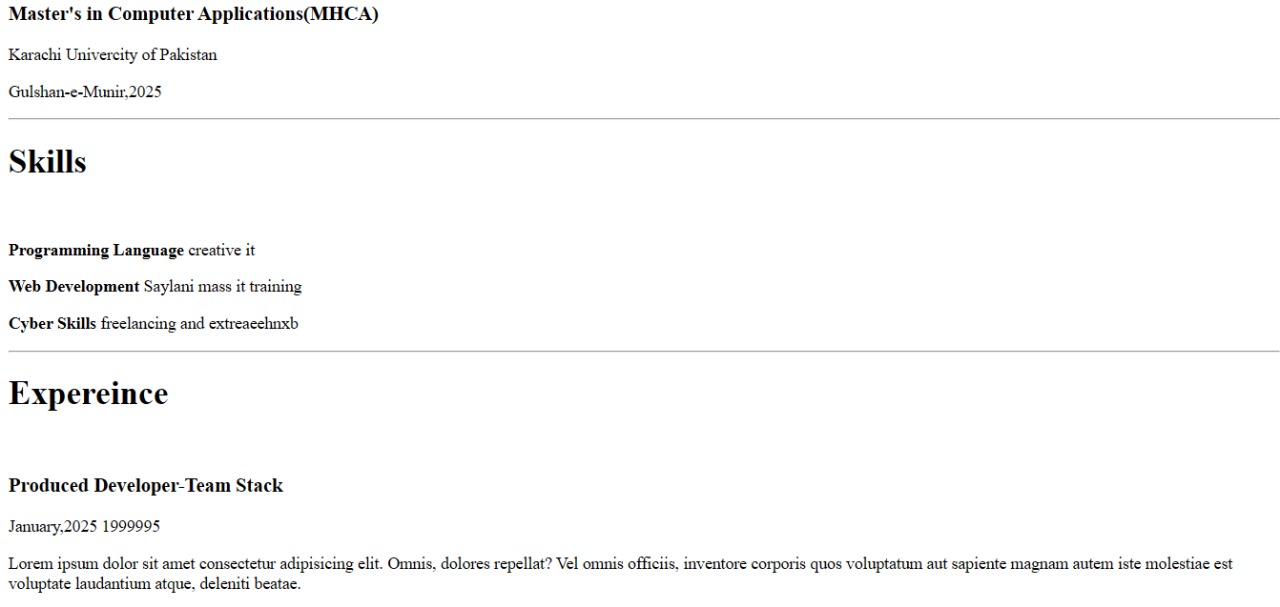 Master's in Computer Applications(MHCA)
Karachi Univercity of Pakistan
Gulshan-e-Munir,2025
Skills
Programming Language creative it
Web Development Saylani mass it training
Cyber Skills freelancing and extreaeehnxb
Expereince
Produced Developer-Team Stack
January,2025 1999995
Lorem ipsum dolor sit amet consectetur adipisicing elit. Omnis, dolores repellat? Vel omnis officiis, inventore corporis quos voluptatum aut sapiente magnam autem iste molestiae est
voluptate laudantium atque, deleniti beatae.